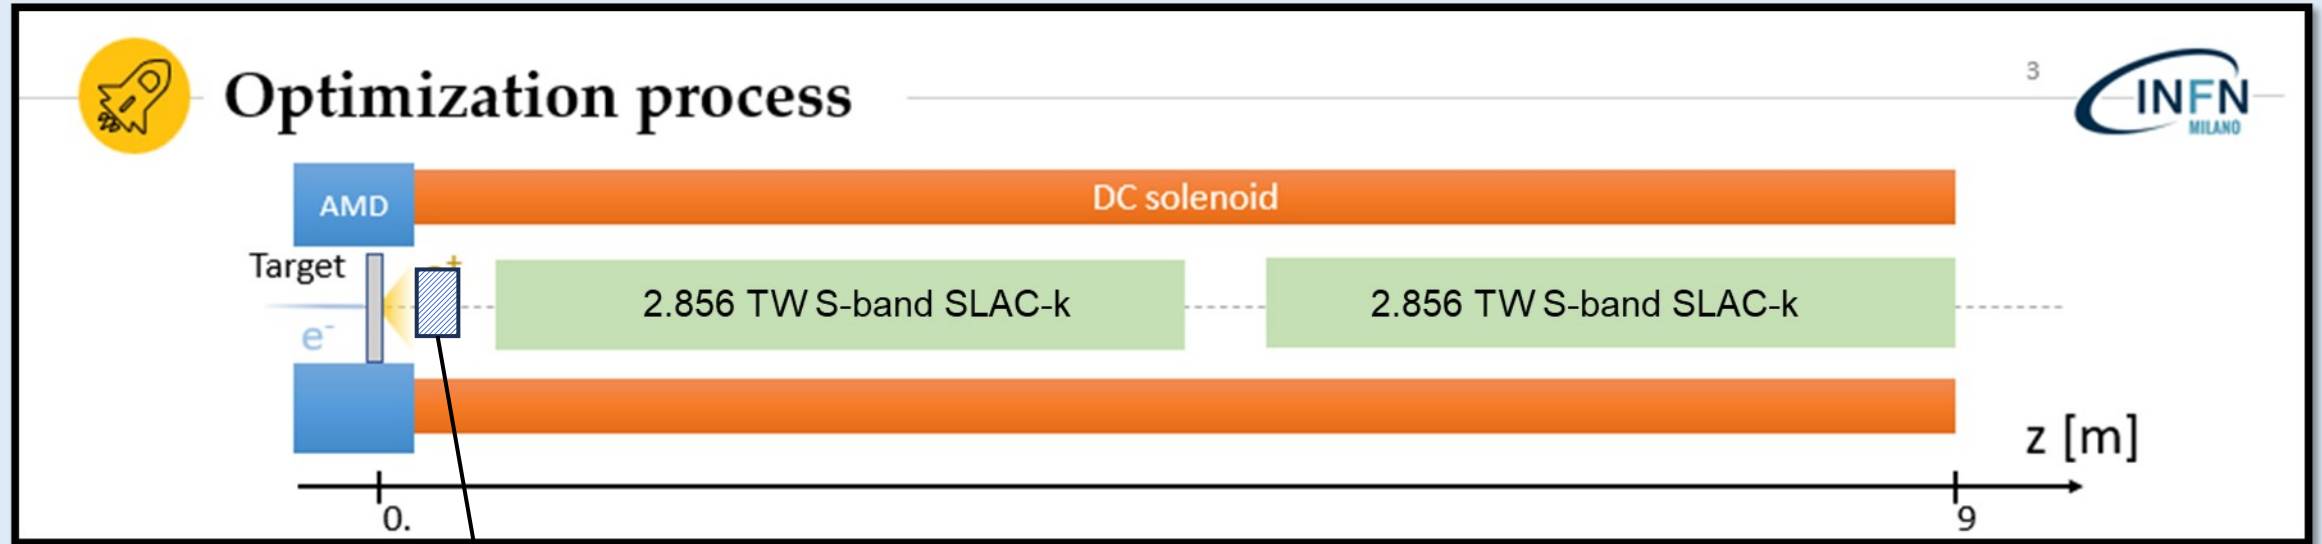 Optimization process
3
INFN
MILANO
AMD
DC solenoid
Target
+
2.856 TW S-band SLAC-k
2.856 TW S-band SLAC-k
e-
z [m]
0.
9